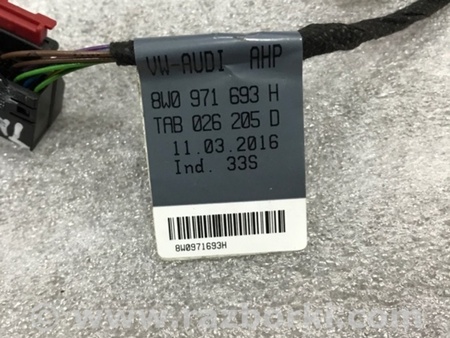 VW-AUDI AHP
8W0 971 693 H
TAB 026 205 D
11.03.2016
Ind. 33S
8W0971693H